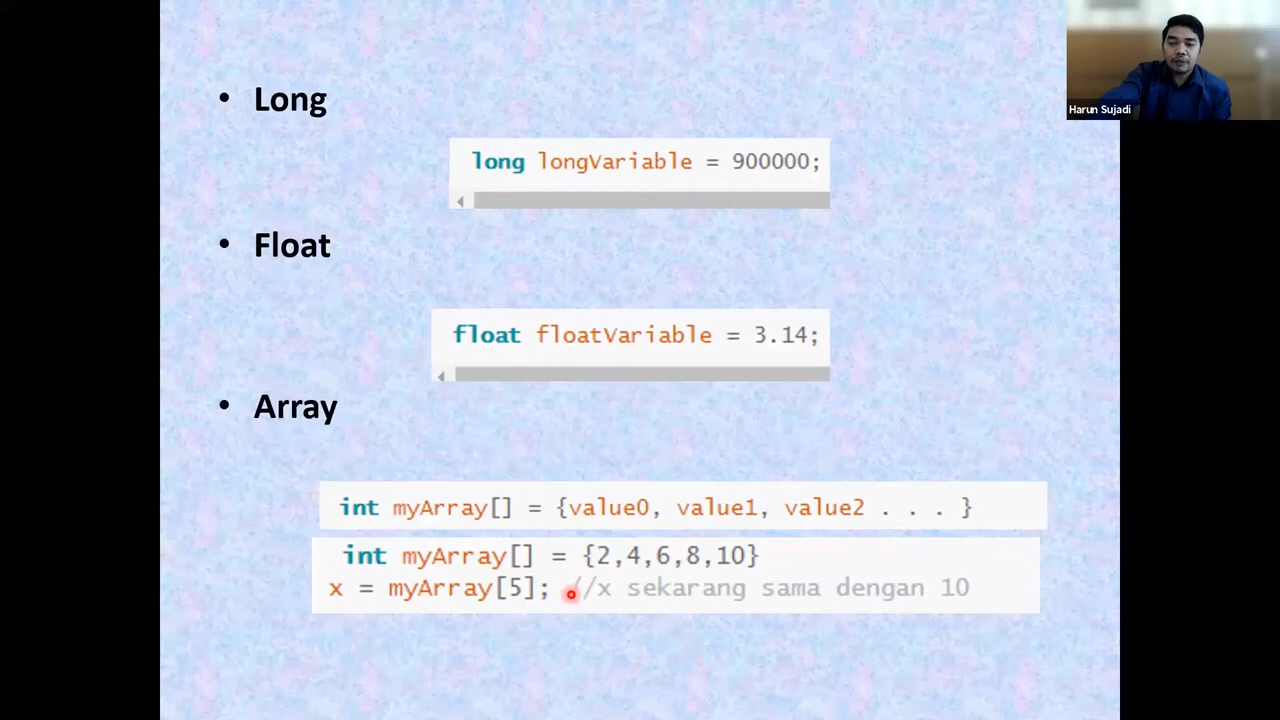 Harun Sujadi
• Long
long longVariable = 900000;
• Float
float floatVariable = 3.14;
• Array
int myArray[] = {value0, value1, value2 . . . }
int myArray[] = {2,4,6,8,10}
x = myArray[5]; //x sekarang sama dengan 10